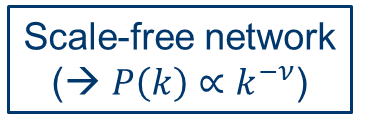 Scale-free network
(→ P(k) ∝ k^{-ν})